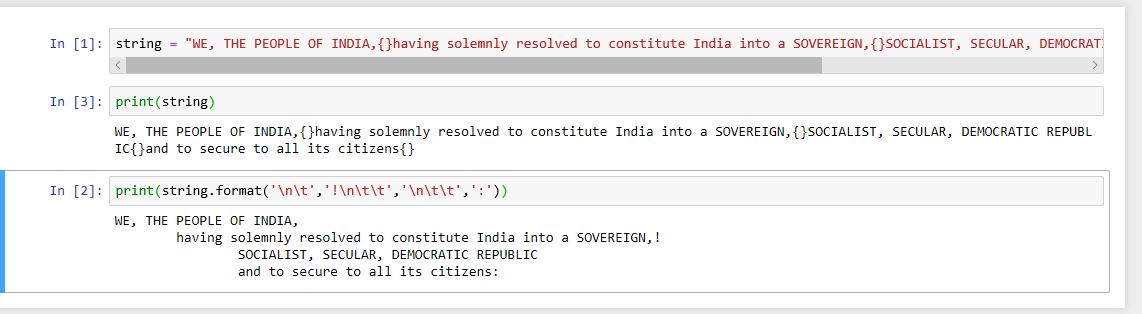 In [1]: string = "WE, THE PEOPLE OF INDIA,{}having solemnly resolved to constitute India into a SOVEREIGN,{}SOCIALIST, SECULAR, DEMOCRAT
In [3]: print(string)
WE, THE PEOPLE OF INDIA,{}having solemnly resolved to constitute India into a SOVEREIGN,{}SOCIALIST, SECULAR, DEMOCRATIC REPUBL
IC{}and to secure to all its citizens{}
In [2]: print(string.format('\n\t','!\n\t\t','\n\t\t',':'))
WE, THE PEOPLE OF INDIA,
        having solemnly resolved to constitute India into a SOVEREIGN,!
                SOCIALIST, SECULAR, DEMOCRATIC REPUBLIC
                and to secure to all its citizens: